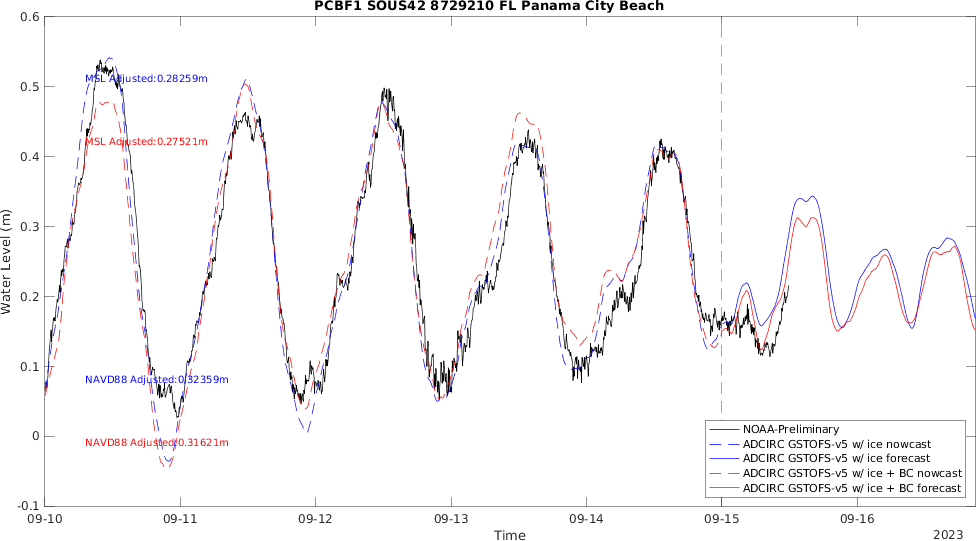 PCBF1 SOUS42 8729210 FL Panama City Beach
0.6
0.5
0.4
0.3
0.2
0.1
0
-0.1
Water Level (m)
MSL Adjusted:0.28259m
MSL Adjusted:0.27521m
NAVD88 Adjusted:0.32359m
NAVD88 Adjusted:0.31621m
NOAA-Preliminary
ADCIRC GSTOFS-v5 w/ ice nowcast
ADCIRC GSTOFS-v5 w/ ice forecast
ADCIRC GSTOFS-v5 w/ ice + BC nowcast
ADCIRC GSTOFS-v5 w/ ice + BC forecast
09-10 09-11 09-12 09-13 09-14 09-15 09-16
Time
2023